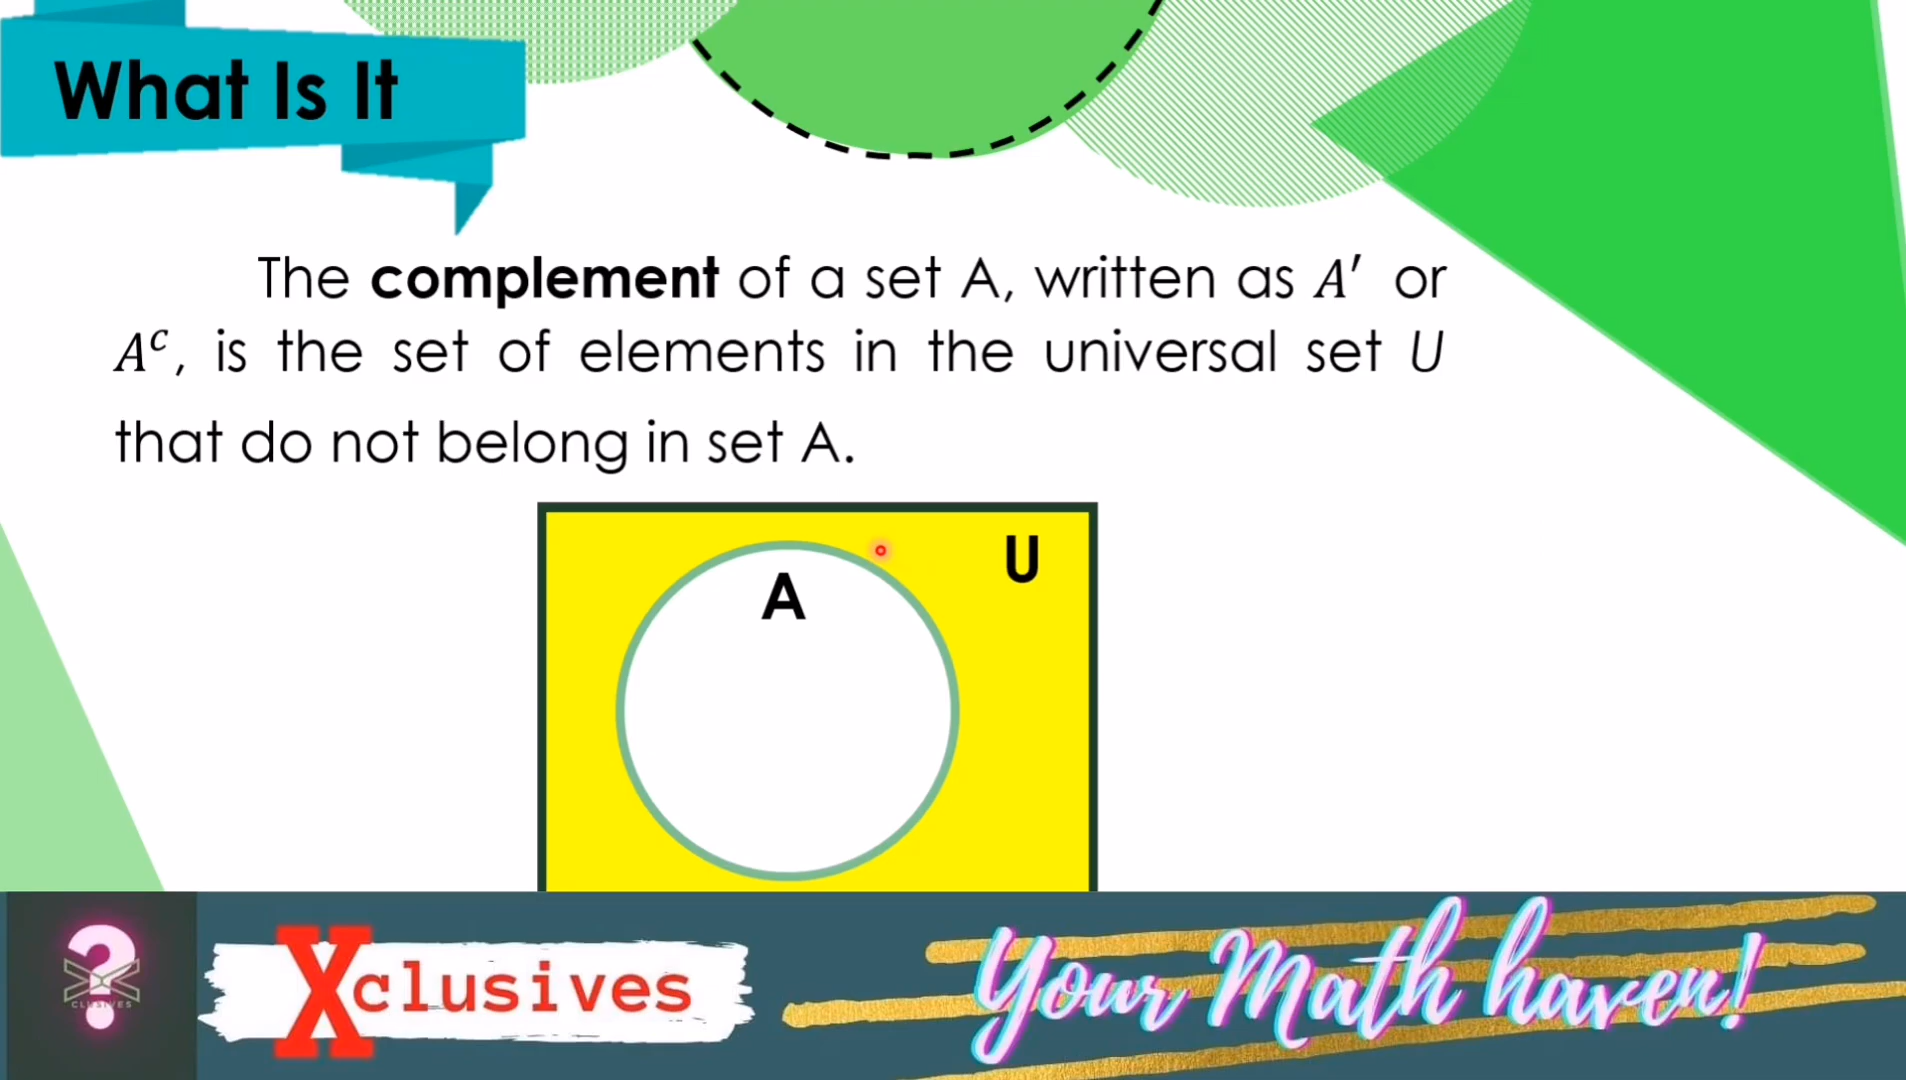 What Is It
The complement of a set A, written as A′ or
Aᶜ, is the set of elements in the universal set U
that do not belong in set A.
U
A
?
CLUSIVES
Xclusives
Your Math haven!